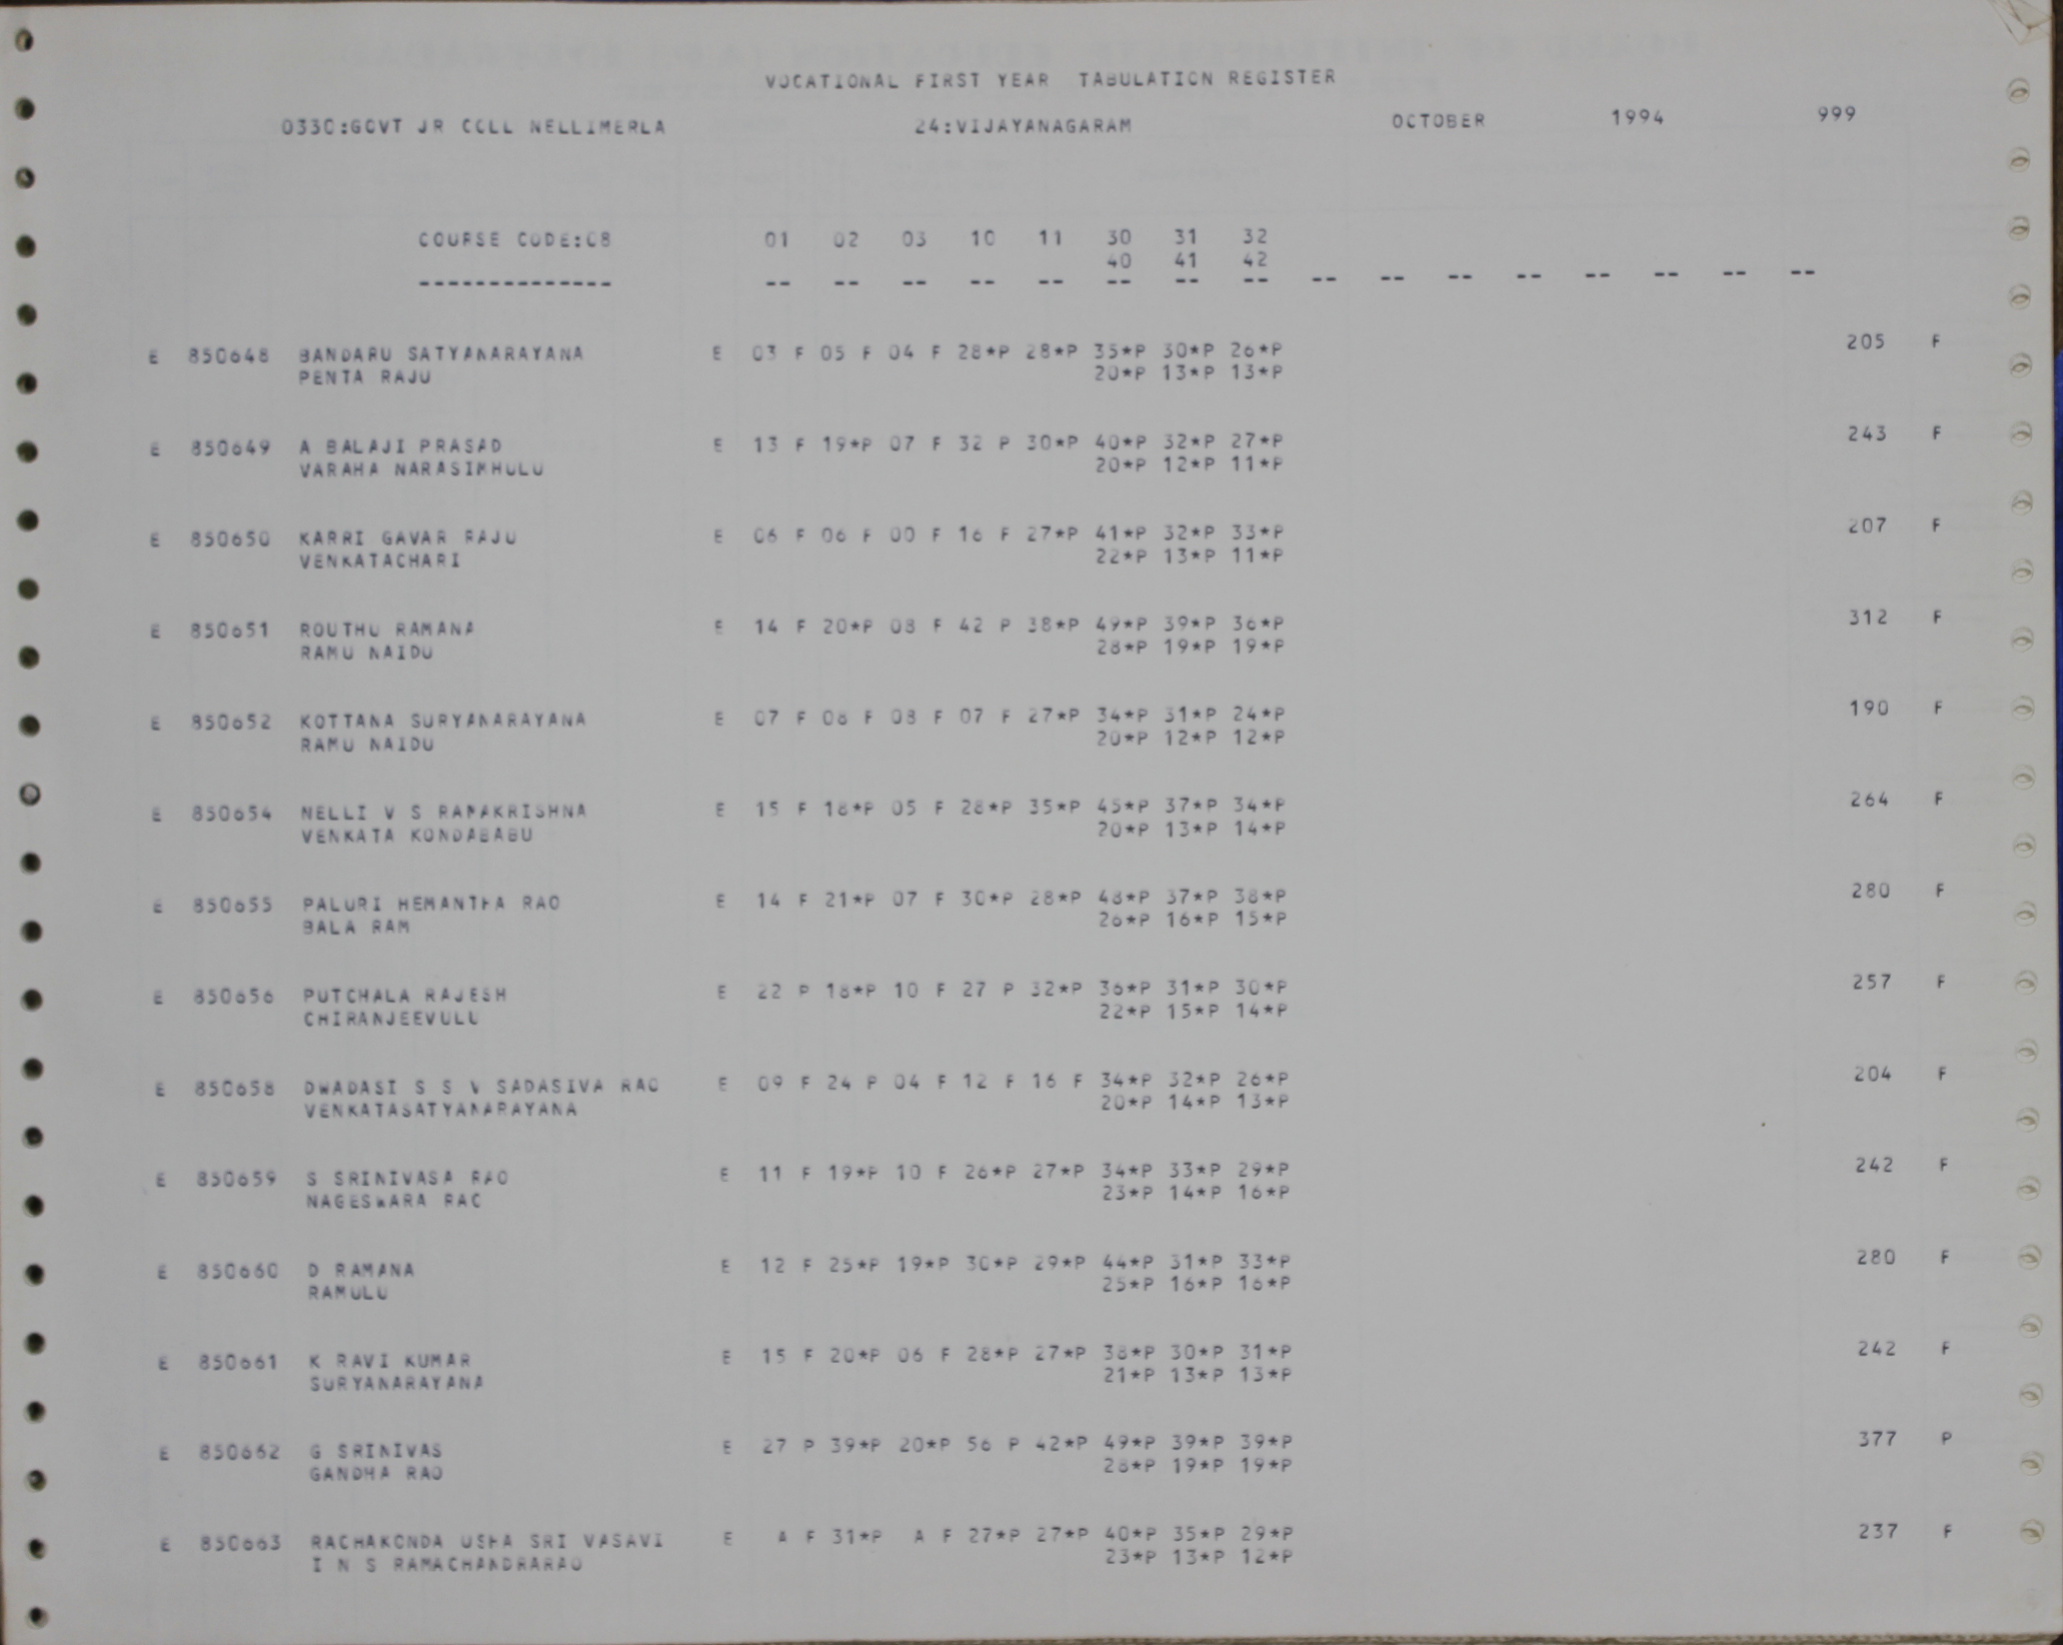 VOCATIONAL FIRST YEAR TABULATION REGISTER
0330:GOVT JR COLL NELLIMERLA 24:VIJAYANAGARAM OCTOBER 1994 999
COURSE CODE:08 01 02 03 10 11 30 31 32
40 41 42
-------------- -- -- -- -- -- -- -- -- -- -- -- -- -- -- -- --
E 850648 BANDARU SATYANARAYANA E 03 F 05 F 04 F 28*P 28*P 35*P 30*P 26*P 205 F
PENTA RAJU 20*P 13*P 13*P
E 850649 A BALAJI PRASAD E 13 F 19*P 07 F 32 P 30*P 40*P 32*P 27*P 243 F
VARAHA NARASIMHULU 20*P 12*P 11*P
E 850650 KARRI GAVAR RAJU E 06 F 06 F 00 F 16 F 27*P 41*P 32*P 33*P 207 F
VENKATACHARI 22*P 13*P 11*P
E 850651 ROUTHU RAMANA E 14 F 20*P 08 F 42 P 38*P 49*P 39*P 36*P 312 F
RAMU NAIDU 28*P 19*P 19*P
E 850652 KOTTANA SURYANARAYANA E 07 F 08 F 08 F 07 F 27*P 34*P 31*P 24*P 190 F
RAMU NAIDU 20*P 12*P 12*P
E 850654 NELLI V S RAMAKRISHNA E 15 F 18*P 05 F 28*P 35*P 45*P 37*P 34*P 264 F
VENKATA KONDABABU 20*P 13*P 14*P
E 850655 PALURI HEMANTHA RAO E 14 F 21*P 07 F 30*P 28*P 48*P 37*P 38*P 280 F
BALA RAM 26*P 16*P 15*P
E 850656 PUTCHALA RAJESH E 22 P 18*P 10 F 27 P 32*P 36*P 31*P 30*P 257 F
CHIRANJEEVULU 22*P 15*P 14*P
E 850658 DWADASI S S V SADASIVA RAO E 09 F 24 P 04 F 12 F 16 F 34*P 32*P 26*P 204 F
VENKATASATYANARAYANA 20*P 14*P 13*P
E 850659 S SRINIVASA RAO E 11 F 19*P 10 F 26*P 27*P 34*P 33*P 29*P 242 F
NAGESWARA RAO 23*P 14*P 16*P
E 850660 D RAMANA E 12 F 25*P 19*P 30*P 29*P 44*P 31*P 33*P 280 F
RAMULU 25*P 16*P 16*P
E 850661 K RAVI KUMAR E 15 F 20*P 06 F 28*P 27*P 38*P 30*P 31*P 242 F
SURYANARAYANA 21*P 13*P 13*P
E 850662 G SRINIVAS E 27 P 39*P 20*P 56 P 42*P 49*P 39*P 39*P 377 P
GANDHA RAO 28*P 19*P 19*P
E 850663 RACHAKONDA USHA SRI VASAVI E A F 31*P A F 27*P 27*P 40*P 35*P 29*P 237 F
I N S RAMACHANDRARAO 23*P 13*P 12*P